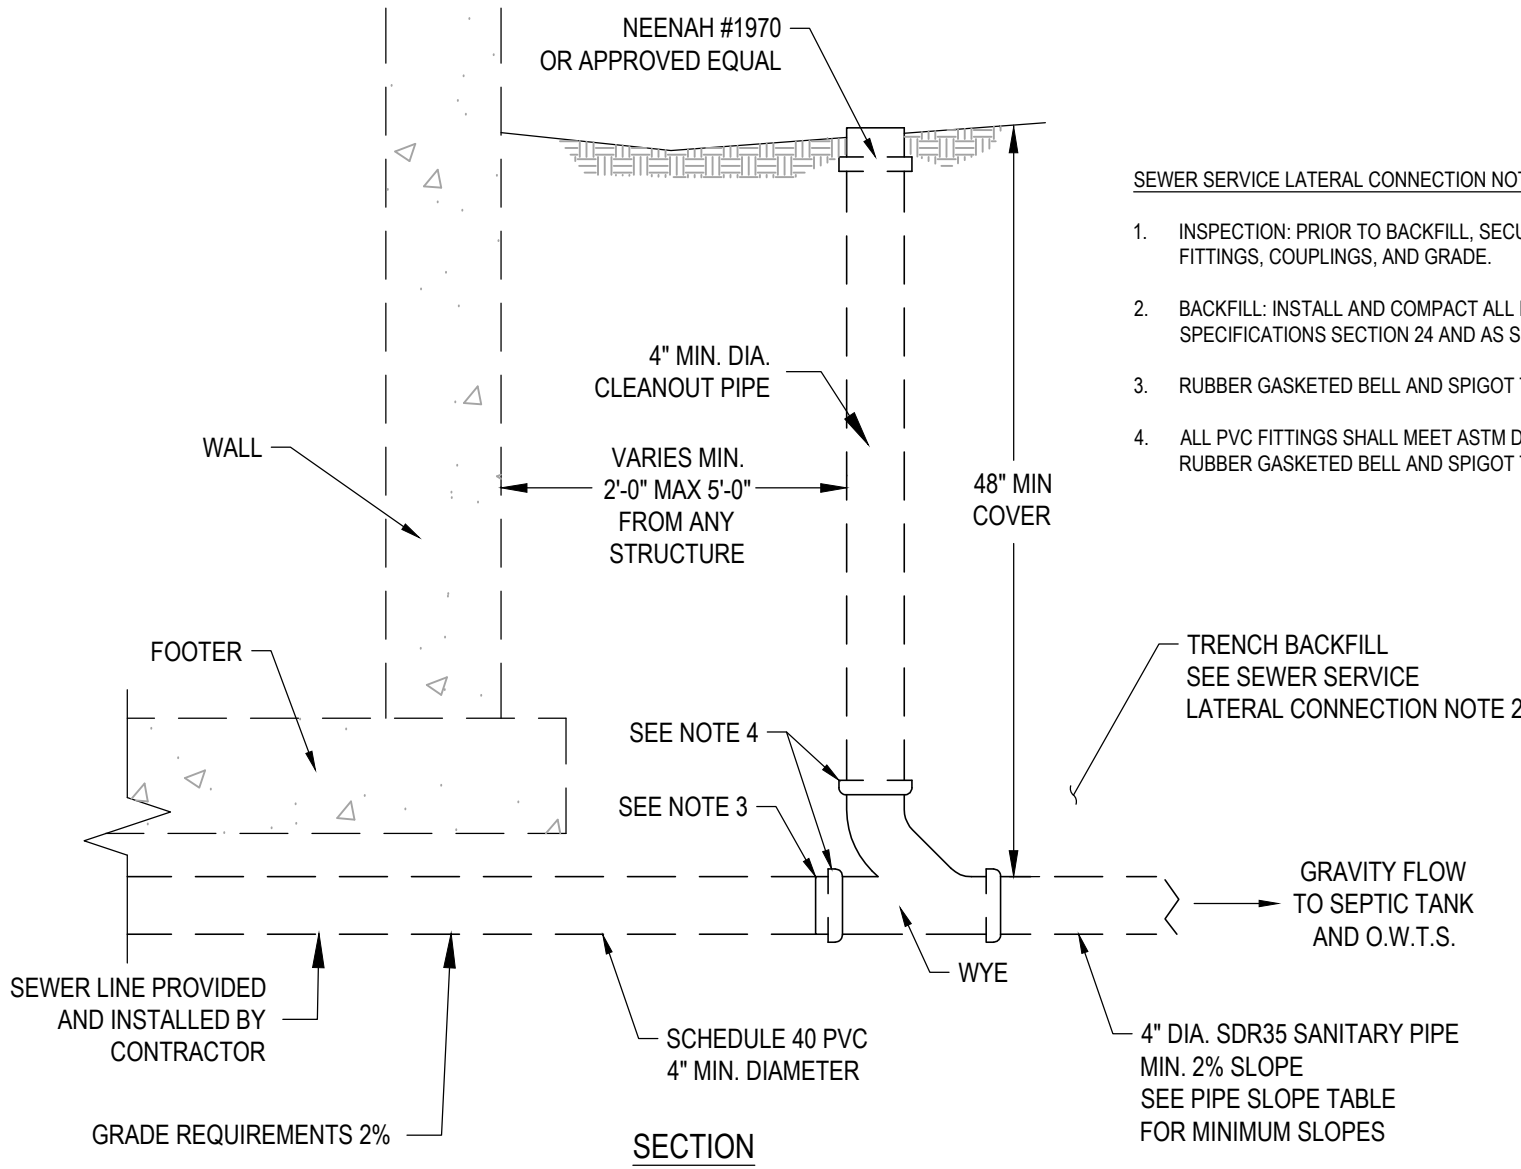 NEENAH #1970
OR APPROVED EQUAL
SEWER SERVICE LATERAL CONNECTION
1. INSPECTION: PRIOR TO BACKFILL,
FITTINGS, COUPLINGS, AND GRADE.
2. BACKFILL: INSTALL AND COMPACT ALL
SPECIFICATIONS SECTION 24 AND AS
3. RUBBER GASKETED BELL AND SPIGOT
4. ALL PVC FITTINGS SHALL MEET ASTM
RUBBER GASKETED BELL AND SPIGOT
4" MIN. DIA.
CLEANOUT PIPE
WALL
VARIES MIN.
2'-0" MAX 5'-0"
FROM ANY
STRUCTURE
48" MIN
COVER
FOOTER
TRENCH BACKFILL
SEE SEWER SERVICE
LATERAL CONNECTION NOTE 2
SEE NOTE 4
SEE NOTE 3
GRAVITY FLOW
TO SEPTIC TANK
AND O.W.T.S.
WYE
SEWER LINE PROVIDED
AND INSTALLED BY
CONTRACTOR
SCHEDULE 40 PVC
4" MIN. DIAMETER
4" DIA. SDR35 SANITARY PIPE
MIN. 2% SLOPE
SEE PIPE SLOPE TABLE
FOR MINIMUM SLOPES
GRADE REQUIREMENTS 2%
SECTION